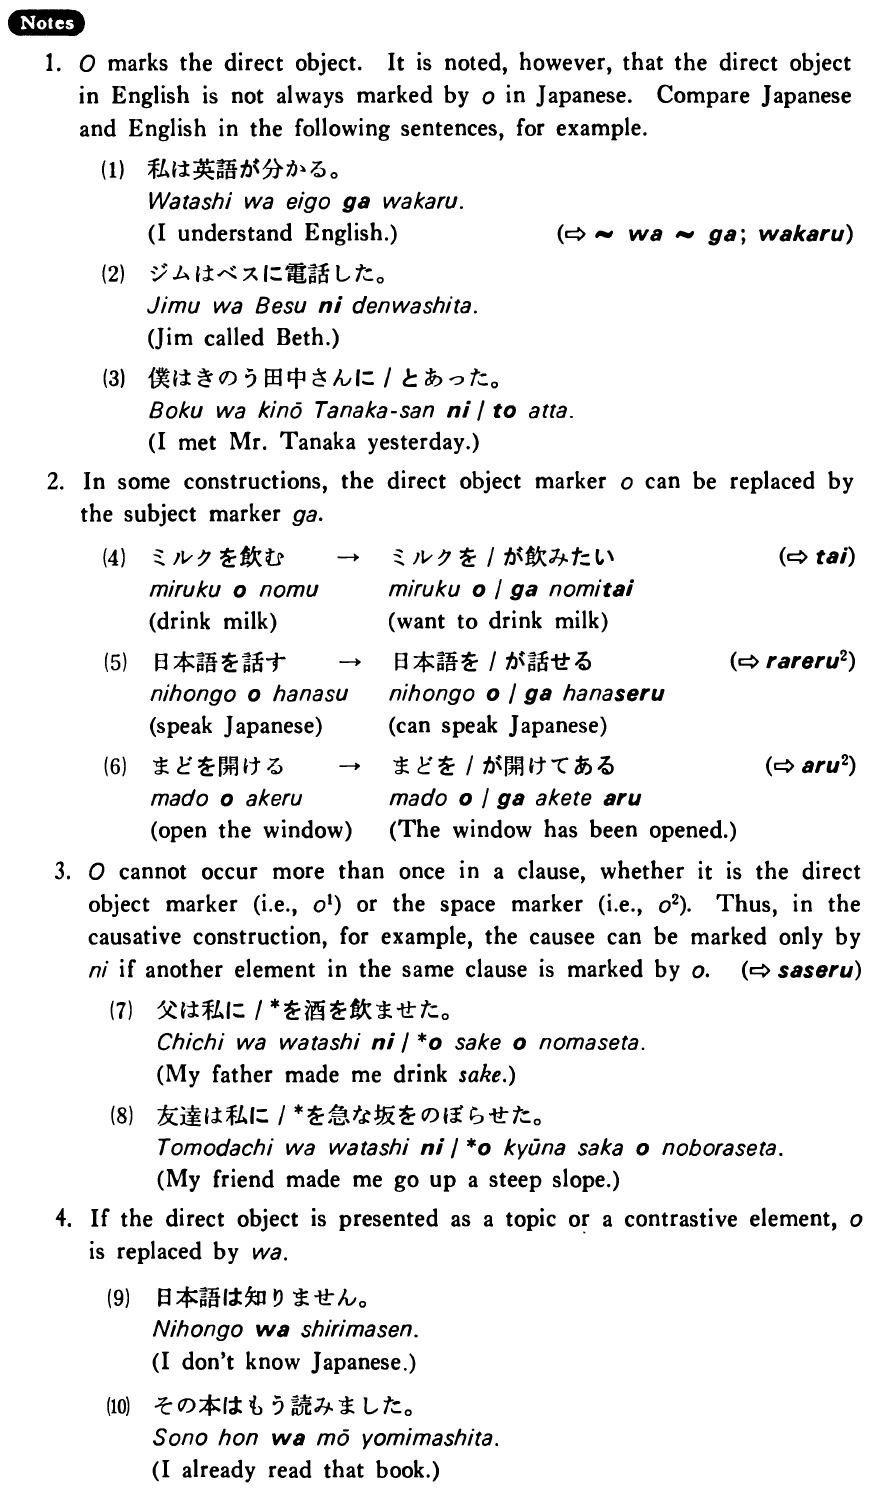 Notes
1. O marks the direct object. It is noted, however, that the direct object
in English is not always marked by o in Japanese. Compare Japanese
and English in the following sentences, for example.
(1) 私は英語が分かる。
Watashi wa eigo ga wakaru.
(I understand English.) (⇨ ~ wa ~ ga; wakaru)
(2) ジムはベスに電話した。
Jimu wa Besu ni denwashita.
(Jim called Beth.)
(3) 僕はきのう田中さんに / とあった。
Boku wa kinō Tanaka-san ni / to atta.
(I met Mr. Tanaka yesterday.)
2. In some constructions, the direct object marker o can be replaced by
the subject marker ga.
(4) ミルクを飲む → ミルクを / が飲みたい (⇨ tai)
miruku o nomu miruku o / ga nomitai
(drink milk) (want to drink milk)
(5) 日本語を話す → 日本語を / が話せる (⇨ rareru²)
nihongo o hanasu nihongo o / ga hanaseru
(speak Japanese) (can speak Japanese)
(6) まどを開ける → まどを / が開けてある (⇨ aru²)
mado o akeru mado o / ga akete aru
(open the window) (The window has been opened.)
3. O cannot occur more than once in a clause, whether it is the direct
object marker (i.e., o¹) or the space marker (i.e., o²). Thus, in the
causative construction, for example, the causee can be marked only by
ni if another element in the same clause is marked by o. (⇨ saseru)
(7) 父は私に / *を酒を飲ませた。
Chichi wa watashi ni / *o sake o nomaseta.
(My father made me drink sake.)
(8) 友達は私に / *を急な坂をのぼらせた。
Tomodachi wa watashi ni / *o kyūna saka o noboraseta.
(My friend made me go up a steep slope.)
4. If the direct object is presented as a topic or a contrastive element, o
is replaced by wa.
(9) 日本語は知りません。
Nihongo wa shirimasen.
(I don't know Japanese.)
(10) その本はもう読みました。
Sono hon wa mō yomimashita.
(I already read that book.)